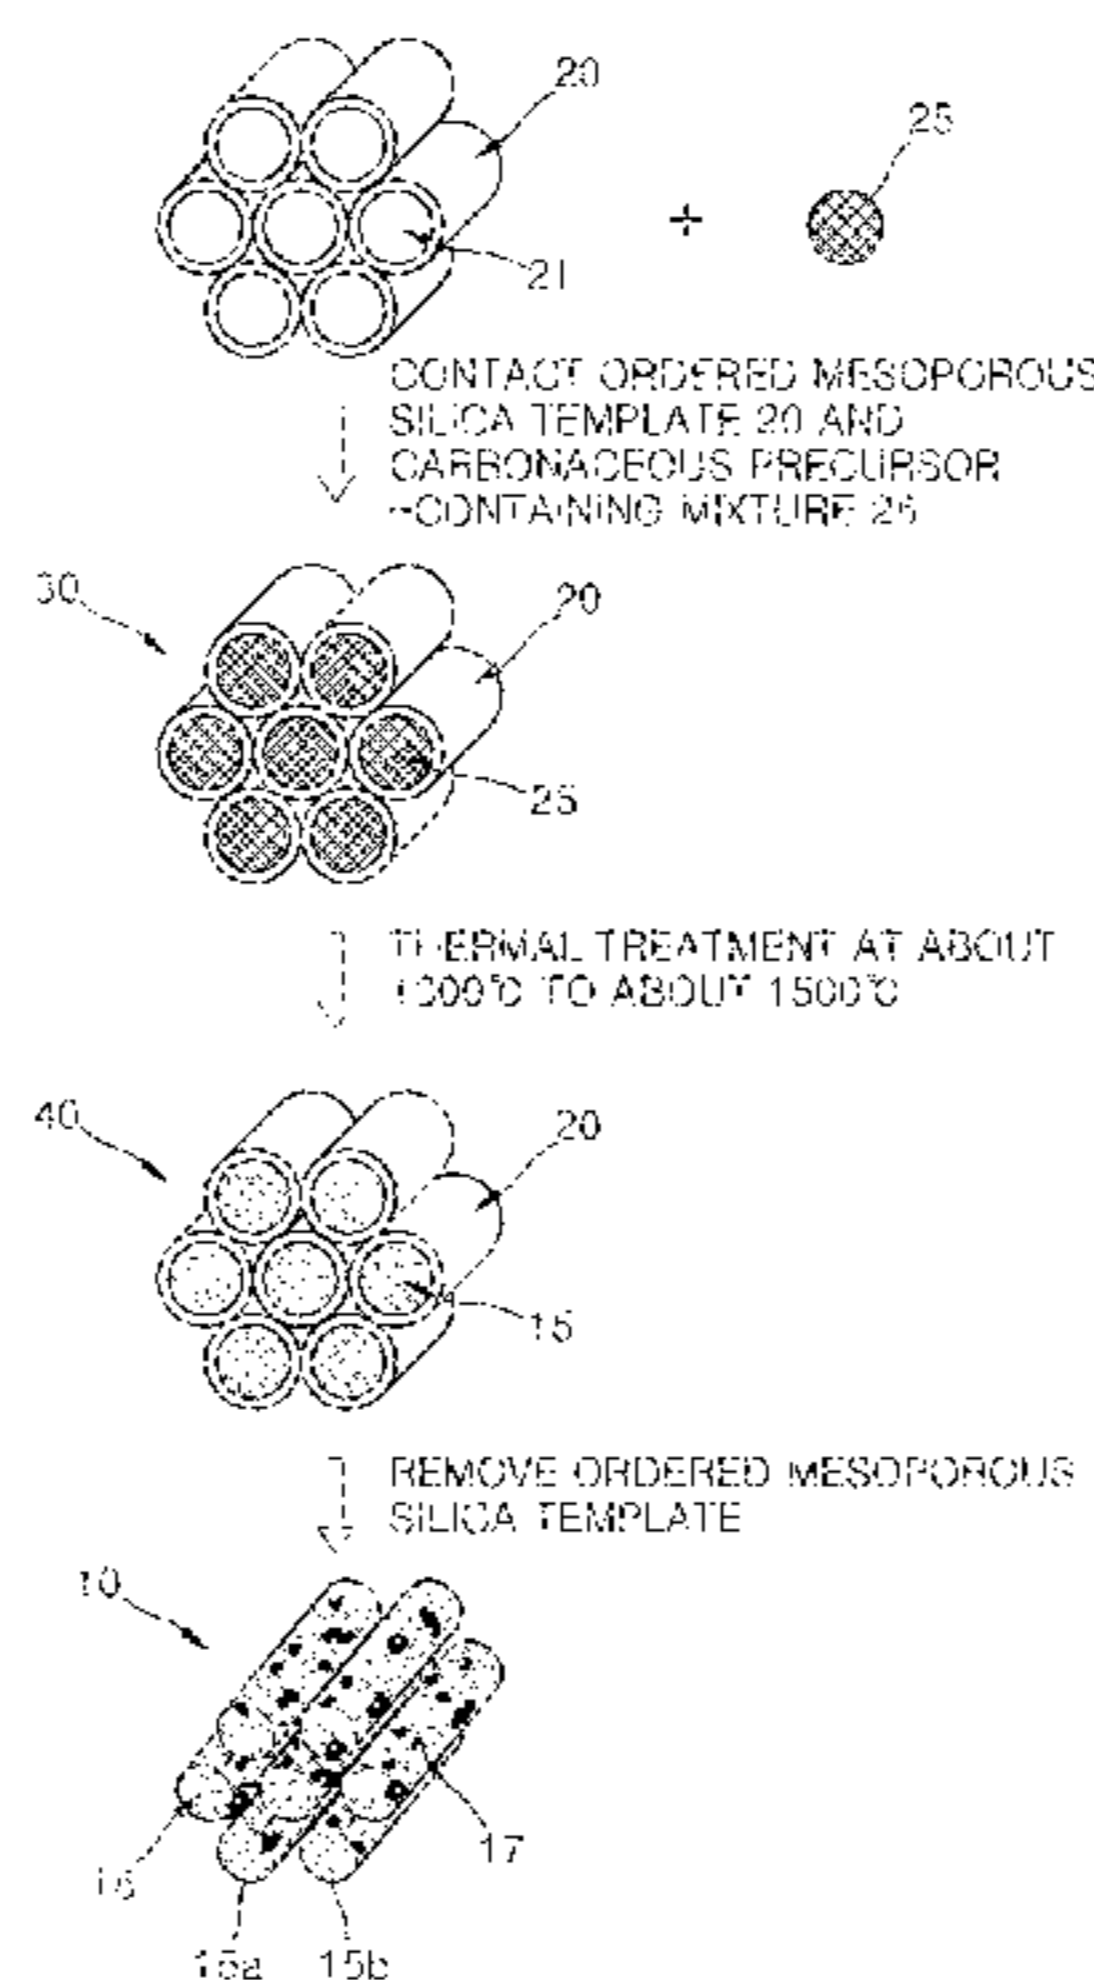 20
25
21
CONTACT ORDERED MESOPOROUS
SILICA TEMPLATE 20 AND
CARBONACEOUS PRECURSOR
-CONTAINING MIXTURE 25
30
20
25
THERMAL TREATMENT AT ABOUT
1000°C TO ABOUT 1500°C
40
20
15
REMOVE ORDERED MESOPOROUS
SILICA TEMPLATE
10
17
15a 15b